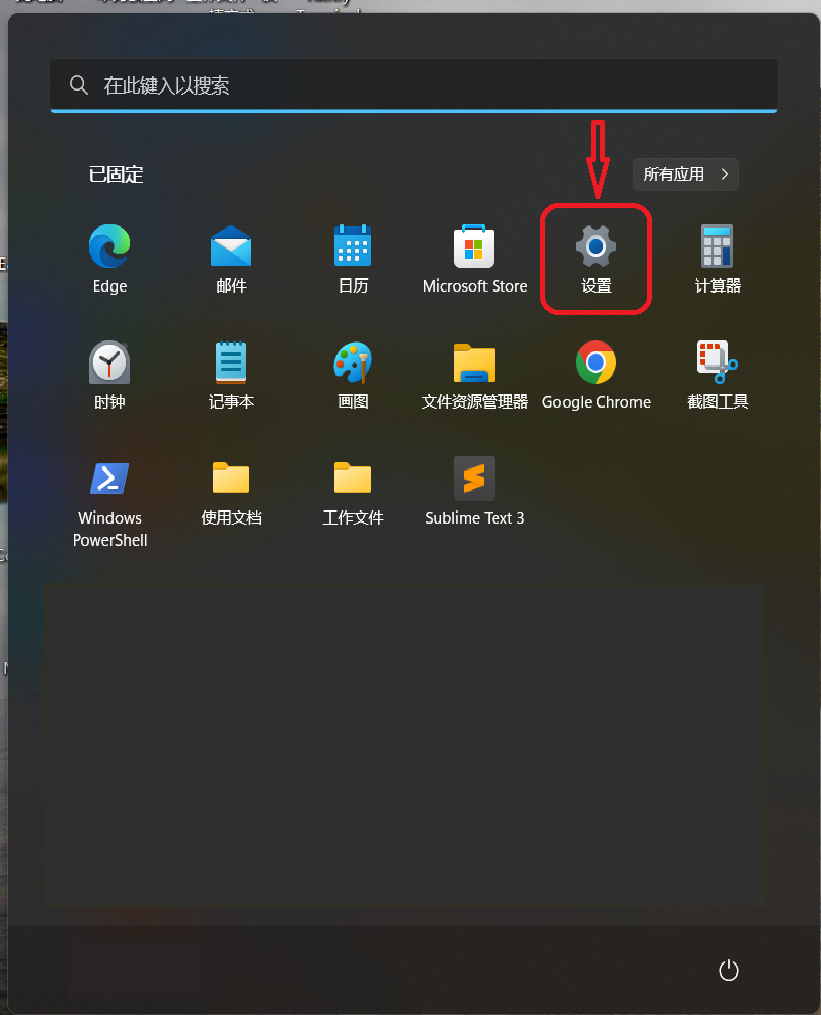 在此键入以搜索
已固定
所有应用
Edge
邮件
日历
Microsoft Store
设置
计算器
时钟
记事本
画图
文件资源管理器
Google Chrome
截图工具
Windows
PowerShell
使用文档
工作文件
Sublime Text 3